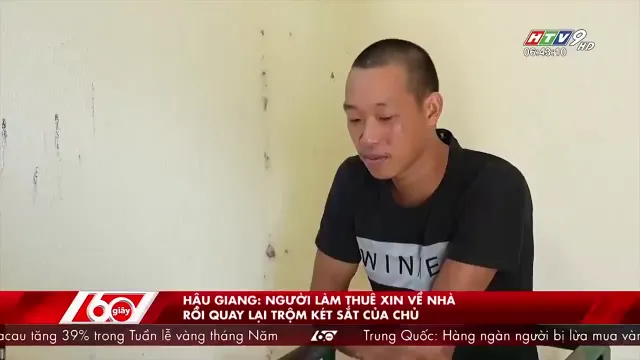 HTV9 HD
06:43:10
WINE
60 giây
HẬU GIANG: NGƯỜI LÀM THUÊ XIN VỀ NHÀ
RỒI QUAY LẠI TRỘM KÉT SẮT CỦA CHỦ
acau tăng 39% trong Tuần lễ vàng tháng Năm 60 Trung Quốc: Hàng ngàn người bị lừa mua và